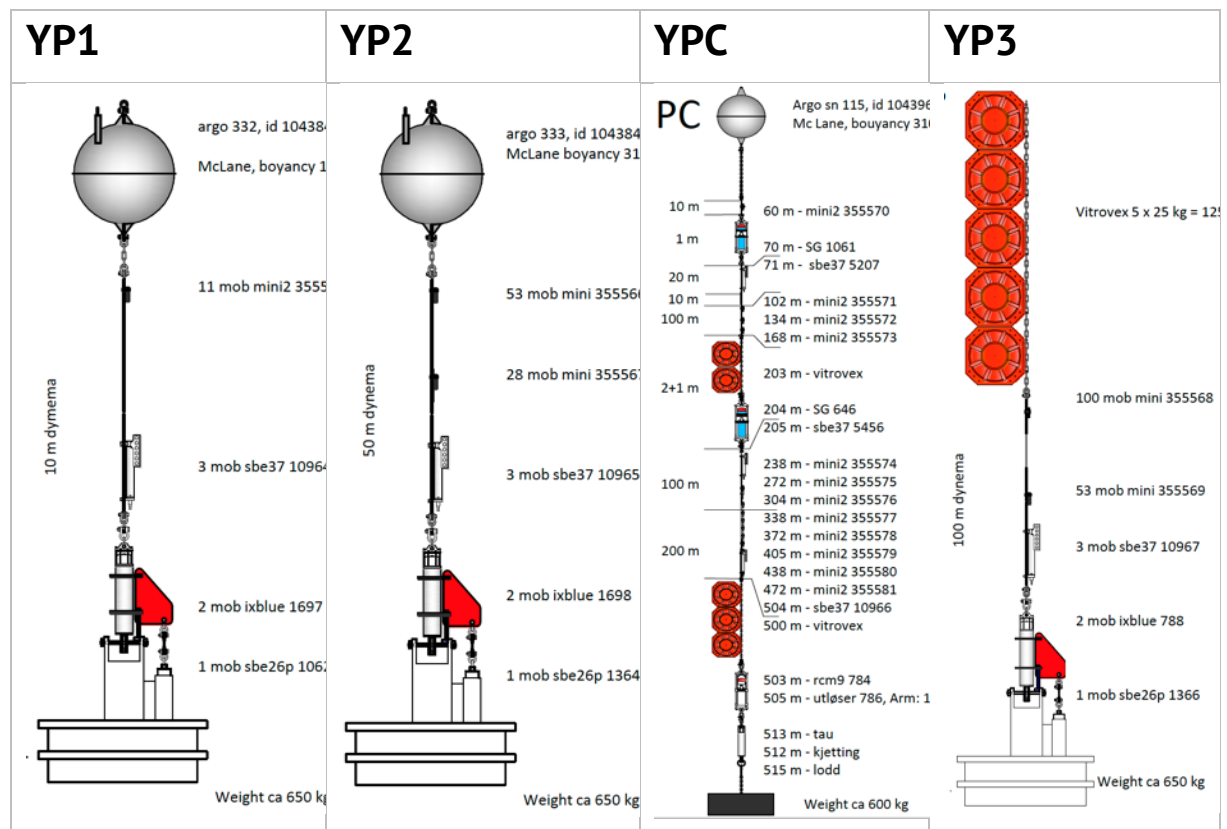 YP1
YP2
YPC
YP3
argo 332, id 104384
McLane, boyancy 1
11 mob mini2 3555
10 m dynema
3 mob sbe37 10964
2 mob ixblue 1697
1 mob sbe26p 1062
Weight ca 650 kg
argo 333, id 104384
McLane boyancy 31
53 mob mini 355566
28 mob mini 355567
50 m dynema
3 mob sbe37 10965
2 mob ixblue 1698
1 mob sbe26p 1364
Weight ca 650 kg
PC
Argo sn 115, id 104396
Mc Lane, bouyancy 310
10 m
60 m - mini2 355570
1 m
70 m - SG 1061
71 m - sbe37 5207
20 m
10 m
102 m - mini2 355571
100 m
134 m - mini2 355572
168 m - mini2 355573
203 m - vitrovex
2+1 m
204 m - SG 646
205 m - sbe37 5456
238 m - mini2 355574
272 m - mini2 355575
100 m
304 m - mini2 355576
338 m - mini2 355577
372 m - mini2 355578
200 m
405 m - mini2 355579
438 m - mini2 355580
472 m - mini2 355581
504 m - sbe37 10966
500 m - vitrovex
503 m - rcm9 784
505 m - utløser 786, Arm: 1
513 m - tau
512 m - kjetting
515 m - lodd
Weight ca 600 kg
Vitrovex 5 x 25 kg = 125
100 mob mini 355568
100 m dynema
53 mob mini 355569
3 mob sbe37 10967
2 mob ixblue 788
1 mob sbe26p 1366
Weight ca 650 kg